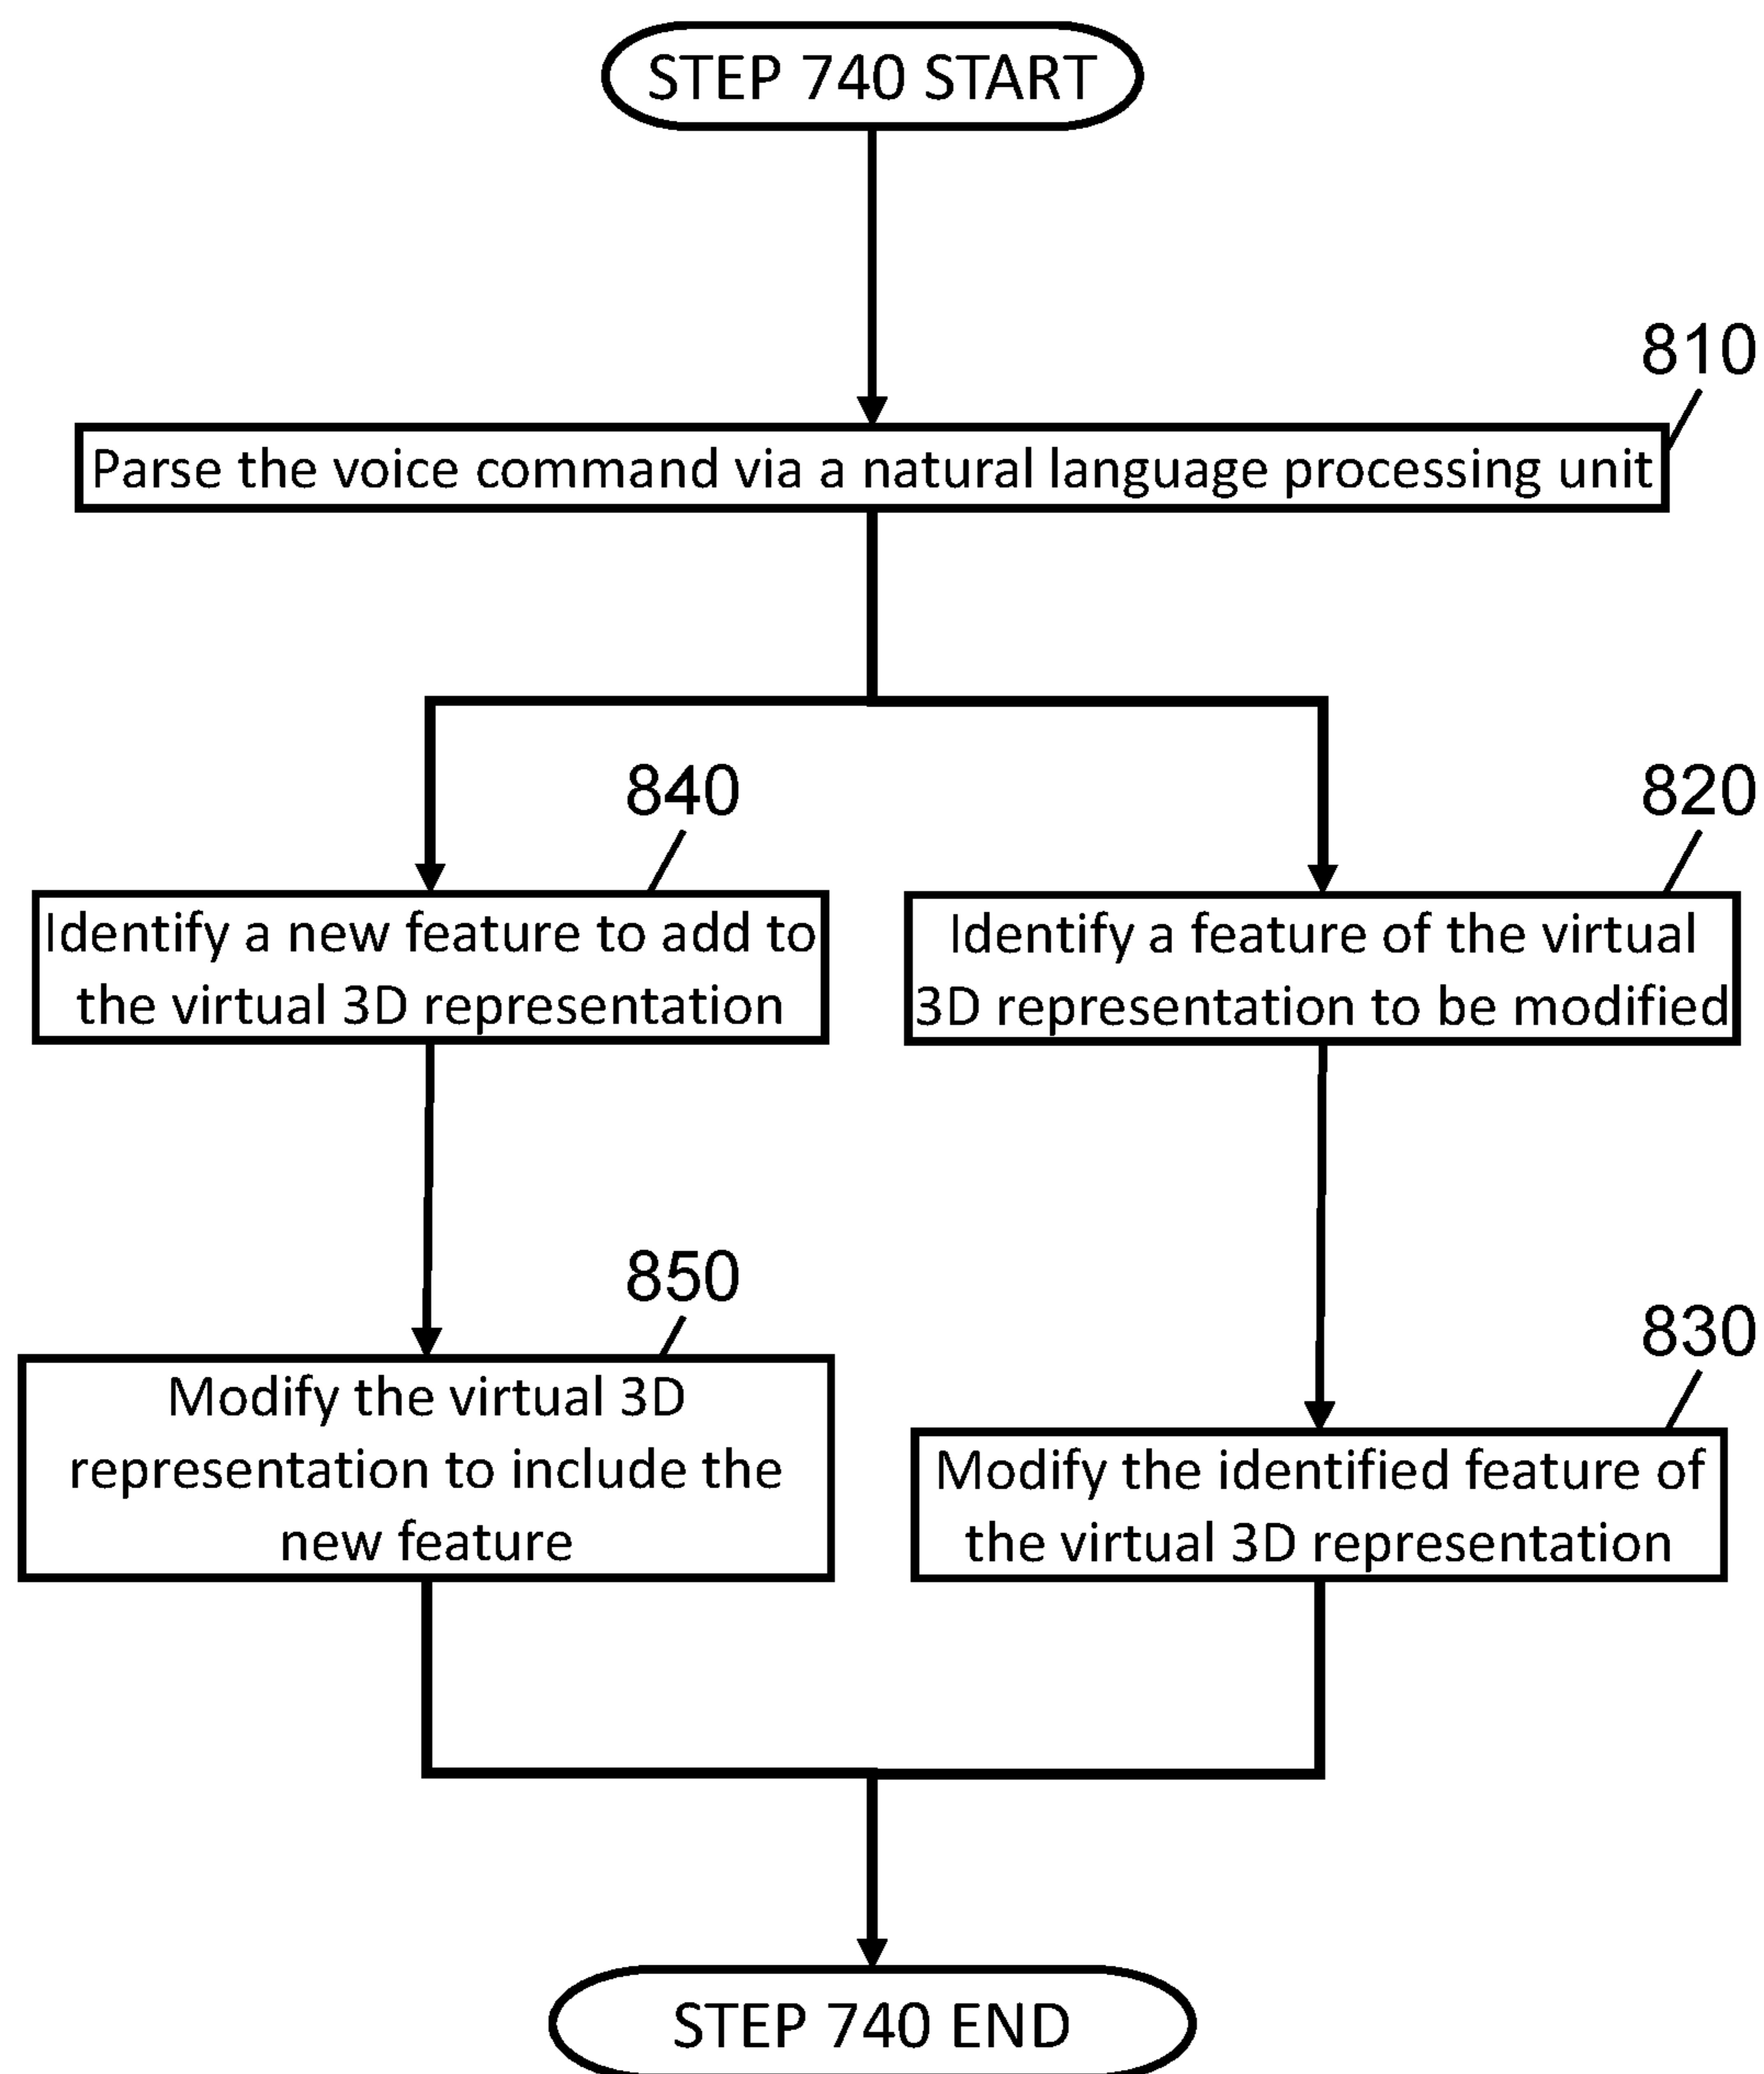 STEP 740 START
810
Parse the voice command via a natural language processing unit
840
Identify a new feature to add to
the virtual 3D representation
820
Identify a feature of the virtual
3D representation to be modified
850
Modify the virtual 3D
representation to include the
new feature
830
Modify the identified feature of
the virtual 3D representation
STEP 740 END